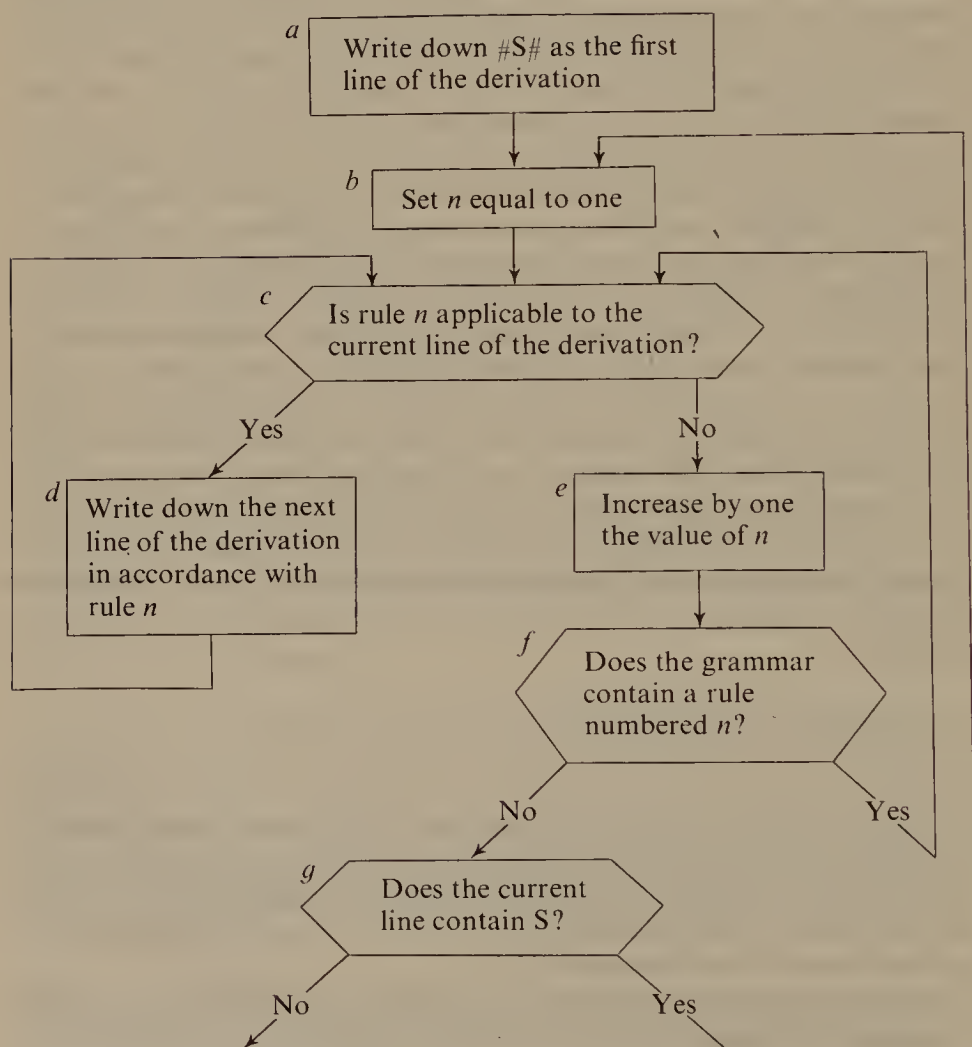 a
Write down #S# as the first
line of the derivation
b
Set n equal to one
c
Is rule n applicable to the
current line of the derivation?
Yes
No
d
Write down the next
line of the derivation
in accordance with
rule n
e
Increase by one
the value of n
f
Does the grammar
contain a rule
numbered n?
No
Yes
g
Does the current
line contain S?
No
Yes